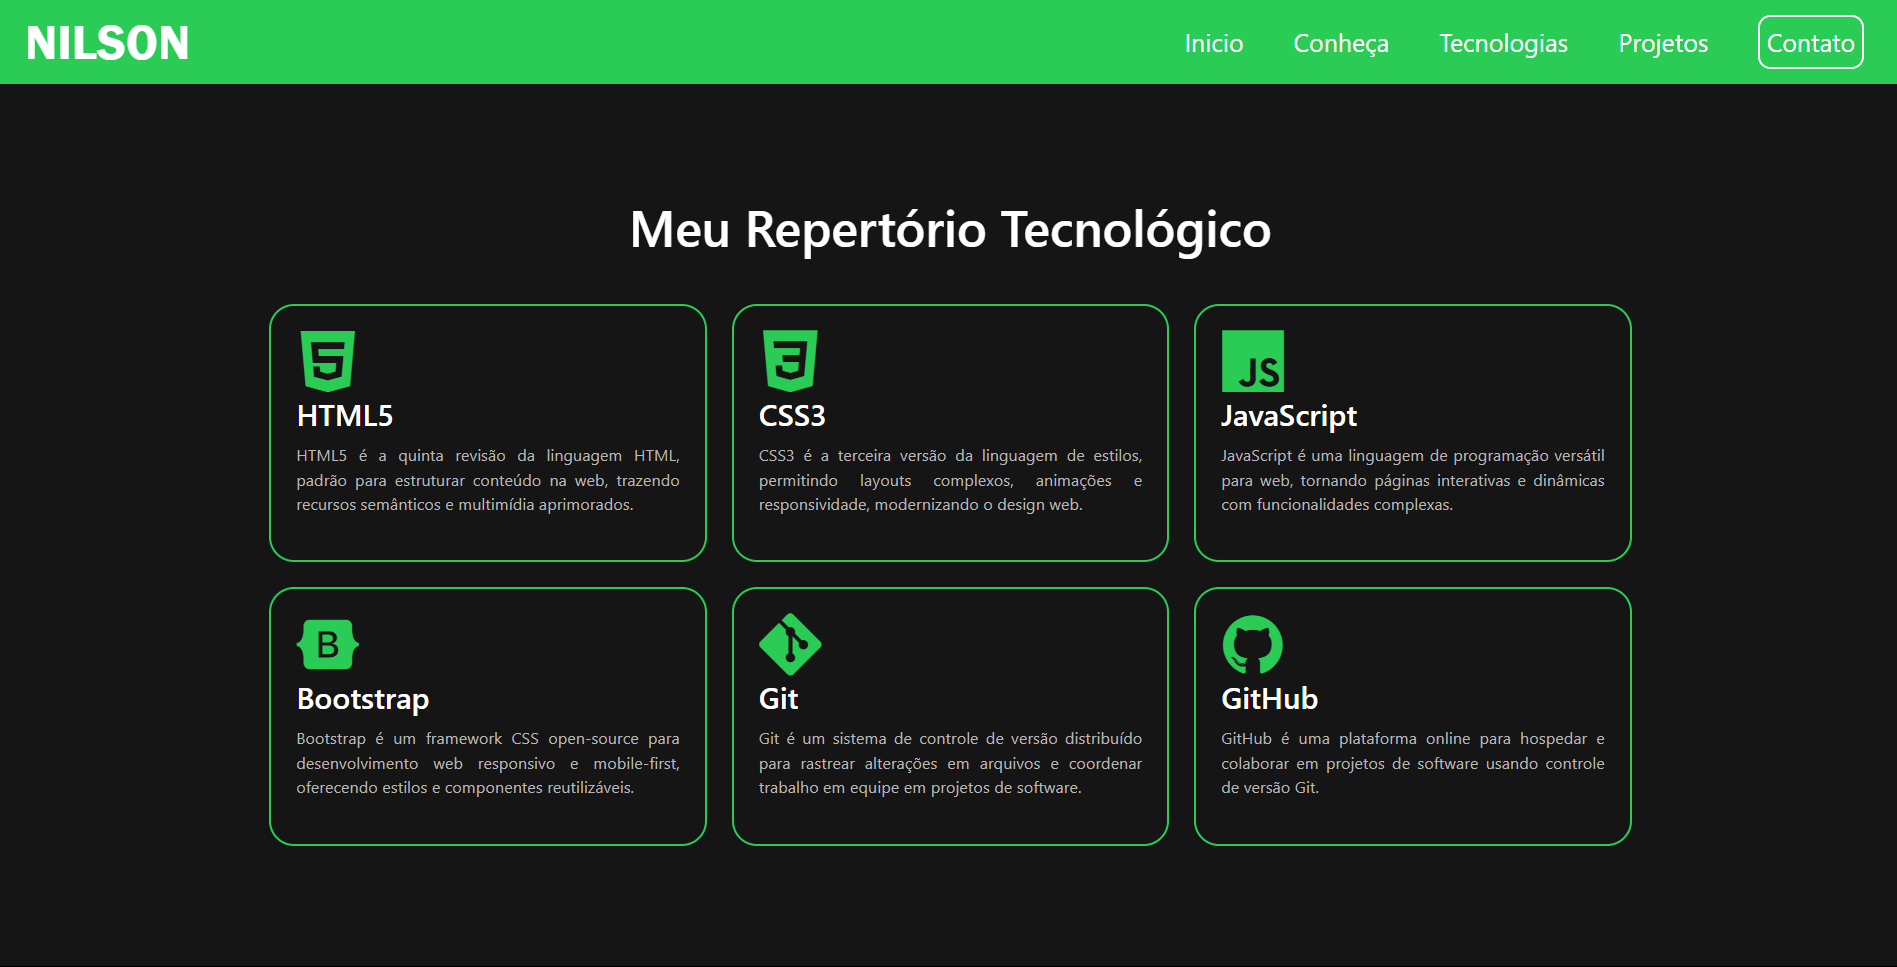 NILSON
Inicio Conheça Tecnologias Projetos Contato
Meu Repertório Tecnológico
5
HTML5
HTML5 é a quinta revisão da linguagem HTML,
padrão para estruturar conteúdo na web, trazendo
recursos semânticos e multimídia aprimorados.
3
CSS3
CSS3 é a terceira versão da linguagem de estilos,
permitindo layouts complexos, animações e
responsividade, modernizando o design web.
JS
JavaScript
JavaScript é uma linguagem de programação versátil
para web, tornando páginas interativas e dinâmicas
com funcionalidades complexas.
B
Bootstrap
Bootstrap é um framework CSS open-source para
desenvolvimento web responsivo e mobile-first,
oferecendo estilos e componentes reutilizáveis.
Git
Git é um sistema de controle de versão distribuído
para rastrear alterações em arquivos e coordenar
trabalho em equipe em projetos de software.
GitHub
GitHub é uma plataforma online para hospedar e
colaborar em projetos de software usando controle
de versão Git.